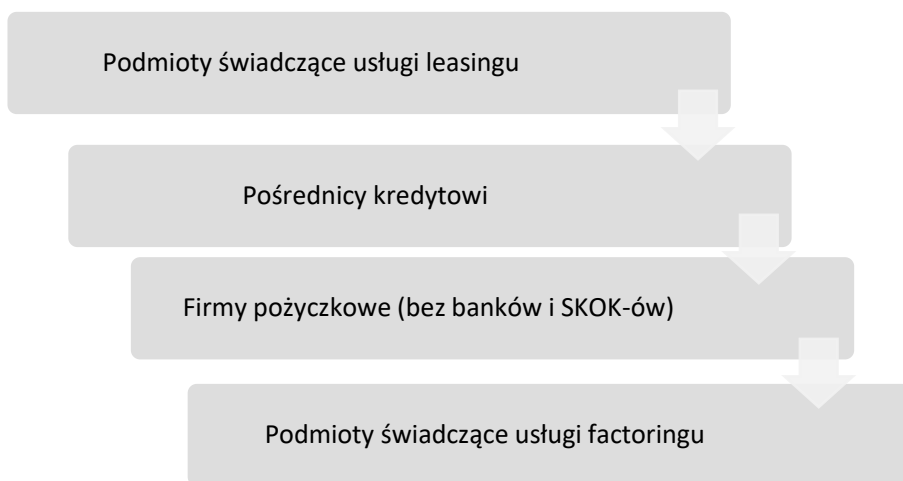 Podmioty świadczące usługi leasingu
Pośrednicy kredytowi
Firmy pożyczkowe (bez banków i SKOK-ów)
Podmioty świadczące usługi factoringu